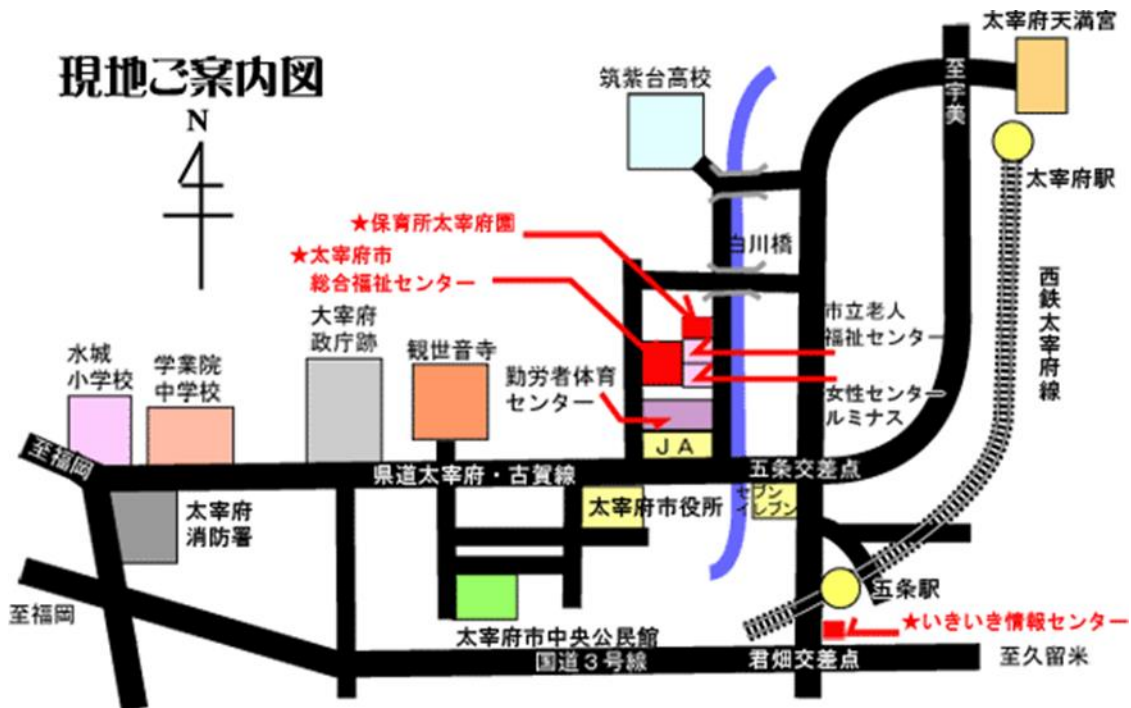 現地ご案内図
N
太宰府天満宮
筑紫台高校
至宇美
太宰府駅
★保育所太宰府園
白川橋
★太宰府市
総合福祉センター
西鉄太宰府線
大宰府
政庁跡
市立老人
福祉センター
水城
小学校
学業院
中学校
観世音寺
勤労者体育
センター
女性センター
ルミナス
JA
至福岡
県道太宰府・古賀線
五条交差点
セブン
イレブン
太宰府
消防署
太宰府市役所
五条駅
至福岡
★いきいき情報センター
太宰府市中央公民館
国道3号線
君畑交差点
至久留米